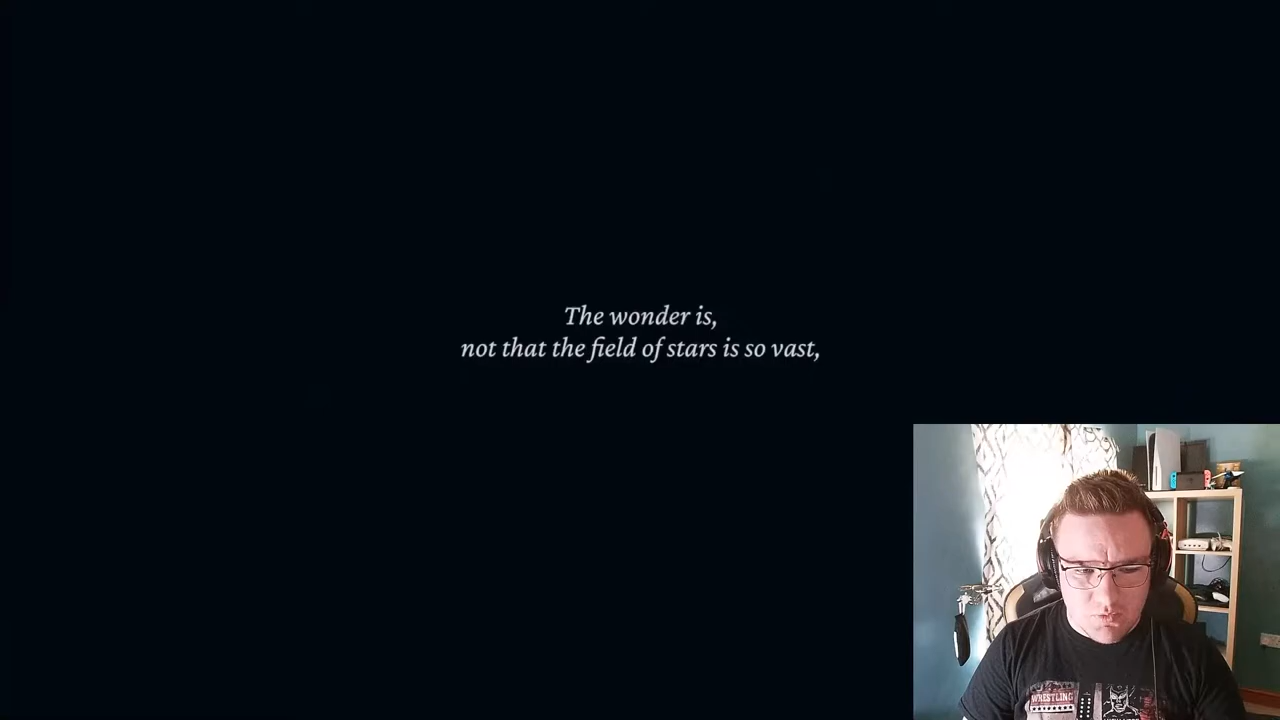 The wonder is,
not that the field of stars is so vast,
WRESTLING